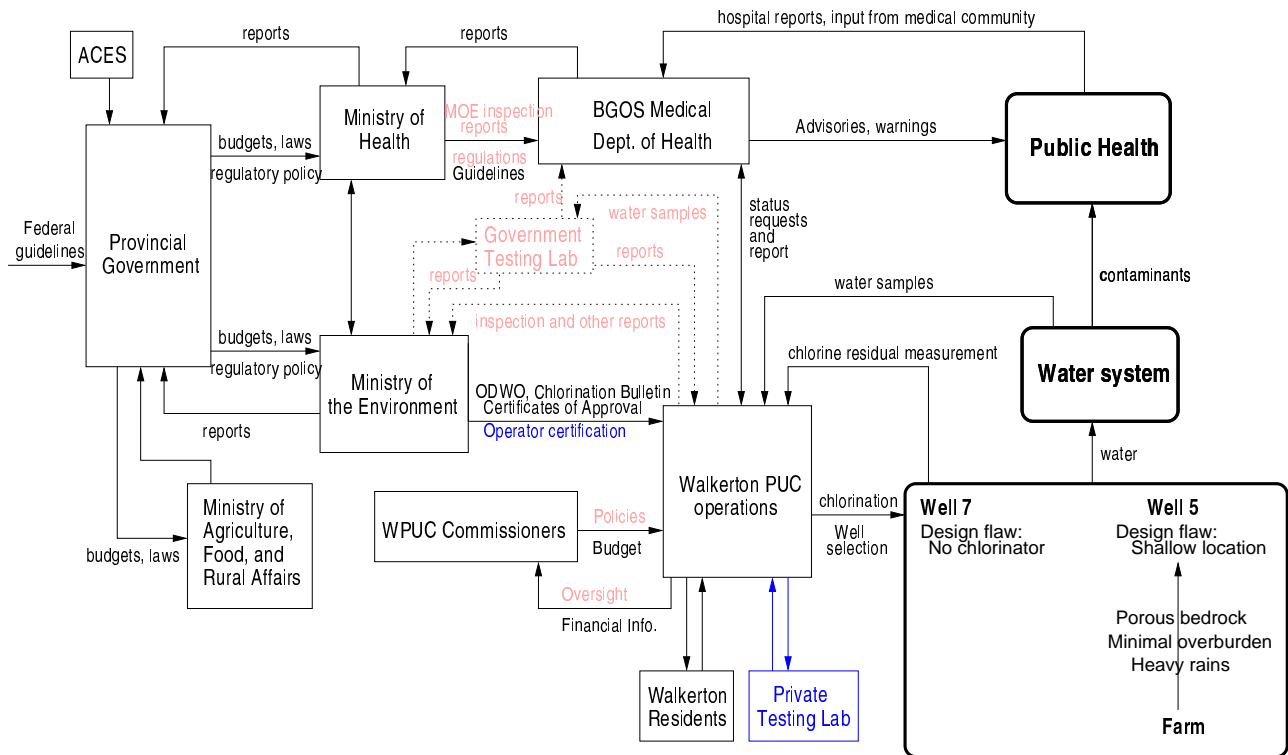 hospital reports, input from medical community
reports
reports
ACES
Ministry of
Health
MOE inspection
reports
regulations
Guidelines
BGOS Medical
Dept. of Health
Advisories, warnings
Public Health
budgets, laws
regulatory policy
Federal
guidelines
Provincial
Government
reports
water samples
status
requests
and
report
Government
Testing Lab
reports
reports
contaminants
water samples
inspection and other reports
budgets, laws
regulatory policy
Ministry of
the Environment
chlorine residual measurement
Water system
ODWO, Chlorination Bulletin
Certificates of Approval
Operator certification
reports
water
Ministry of
Agriculture,
Food, and
Rural Affairs
budgets, laws
WPUC Commissioners
Policies
Budget
Walkerton PUC
operations
chlorination
Well
selection
Well 7
Design flaw:
No chlorinator
Well 5
Design flaw:
Shallow location
Oversight
Financial Info.
Porous bedrock
Minimal overburden
Heavy rains
Farm
Walkerton
Residents
Private
Testing Lab